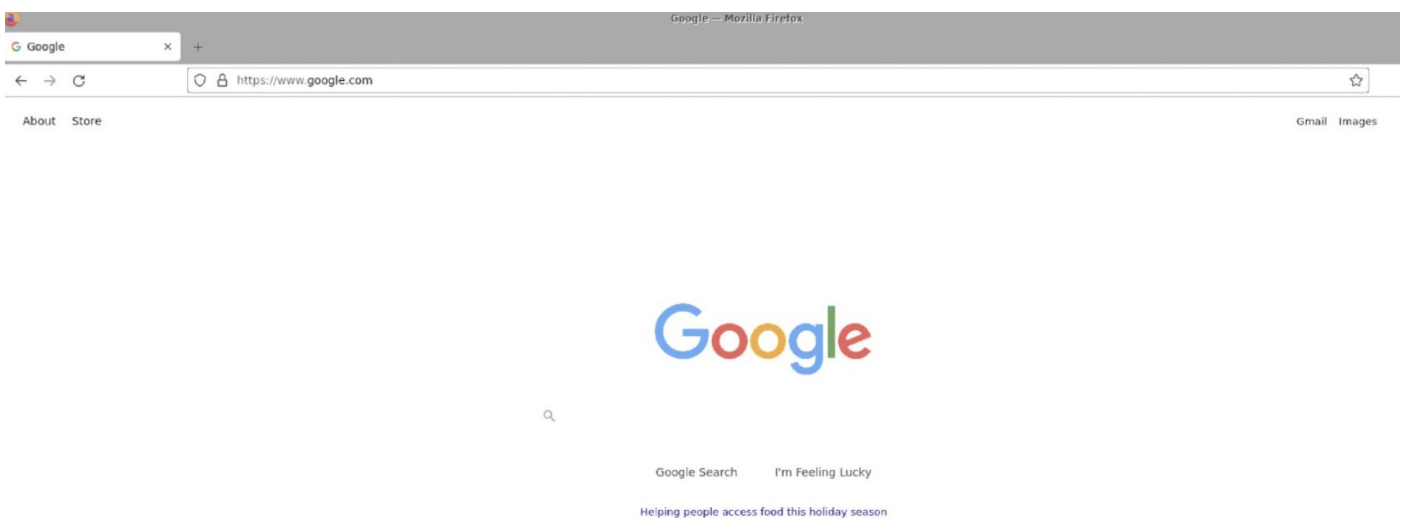 Google — Mozilla Firefox
Google
https://www.google.com
About Store
Gmail Images
Google
Google Search I'm Feeling Lucky
Helping people access food this holiday season